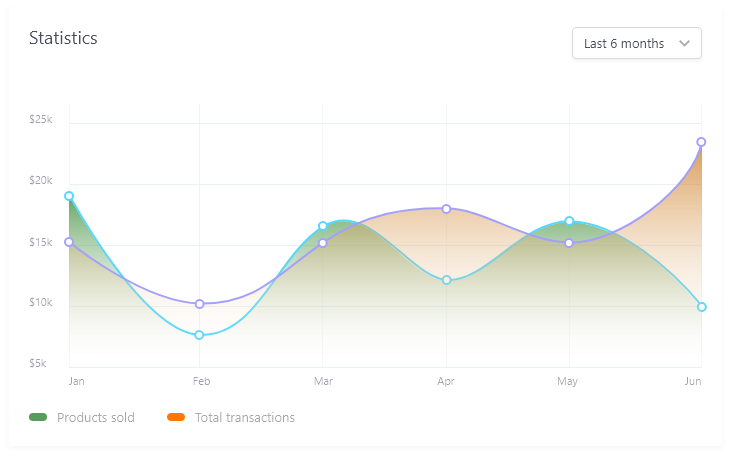 Statistics
Last 6 months
$25k
$20k
$15k
$10k
$5k
Jan Feb Mar Apr May Jun
Products sold Total transactions